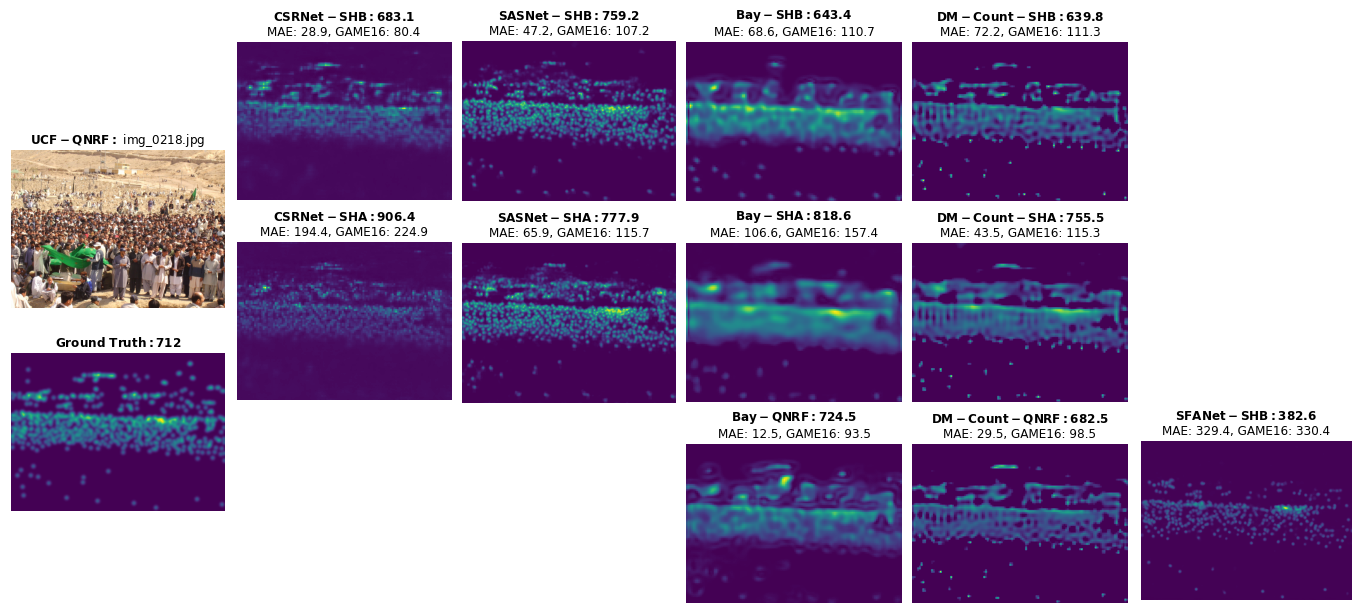 CSRNet-SHB: 683.1
MAE: 28.9, GAME16: 80.4
SASNet-SHB: 759.2
MAE: 47.2, GAME16: 107.2
Bay-SHB: 643.4
MAE: 68.6, GAME16: 110.7
DM-Count-SHB: 639.8
MAE: 72.2, GAME16: 111.3
UCF-QNRF: img_0218.jpg
CSRNet-SHA: 906.4
MAE: 194.4, GAME16: 224.9
SASNet-SHA: 777.9
MAE: 65.9, GAME16: 115.7
Bay-SHA: 818.6
MAE: 106.6, GAME16: 157.4
DM-Count-SHA: 755.5
MAE: 43.5, GAME16: 115.3
Ground Truth: 712
Bay-QNRF: 724.5
MAE: 12.5, GAME16: 93.5
DM-Count-QNRF: 682.5
MAE: 29.5, GAME16: 98.5
SFANet-SHB: 382.6
MAE: 329.4, GAME16: 330.4